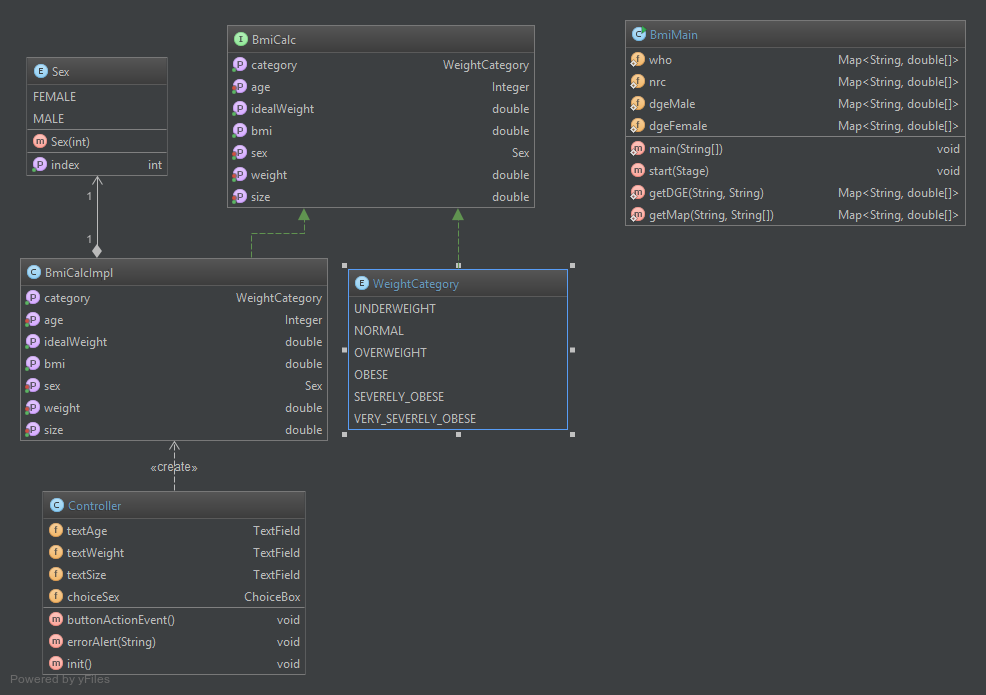 E Sex
FEMALE
MALE
m Sex(int)
P index int
1
1
I BmiCalc
P category WeightCategory
P age Integer
P idealWeight double
P bmi double
P sex Sex
P weight double
P size double
C BmiMain
f who Map<String, double[]>
f nrc Map<String, double[]>
f dgeMale Map<String, double[]>
f dgeFemale Map<String, double[]>
m main(String[]) void
m start(Stage) void
m getDGE(String, String) Map<String, double[]>
m getMap(String, String[]) Map<String, double[]>
C BmiCalcImpl
P category WeightCategory
P age Integer
P idealWeight double
P bmi double
P sex Sex
P weight double
P size double
E WeightCategory
UNDERWEIGHT
NORMAL
OVERWEIGHT
OBESE
SEVERELY_OBESE
VERY_SEVERELY_OBESE
«create»
C Controller
f textAge TextField
f textWeight TextField
f textSize TextField
f choiceSex ChoiceBox
m buttonActionEvent() void
m errorAlert(String) void
m init() void
Powered by yFiles